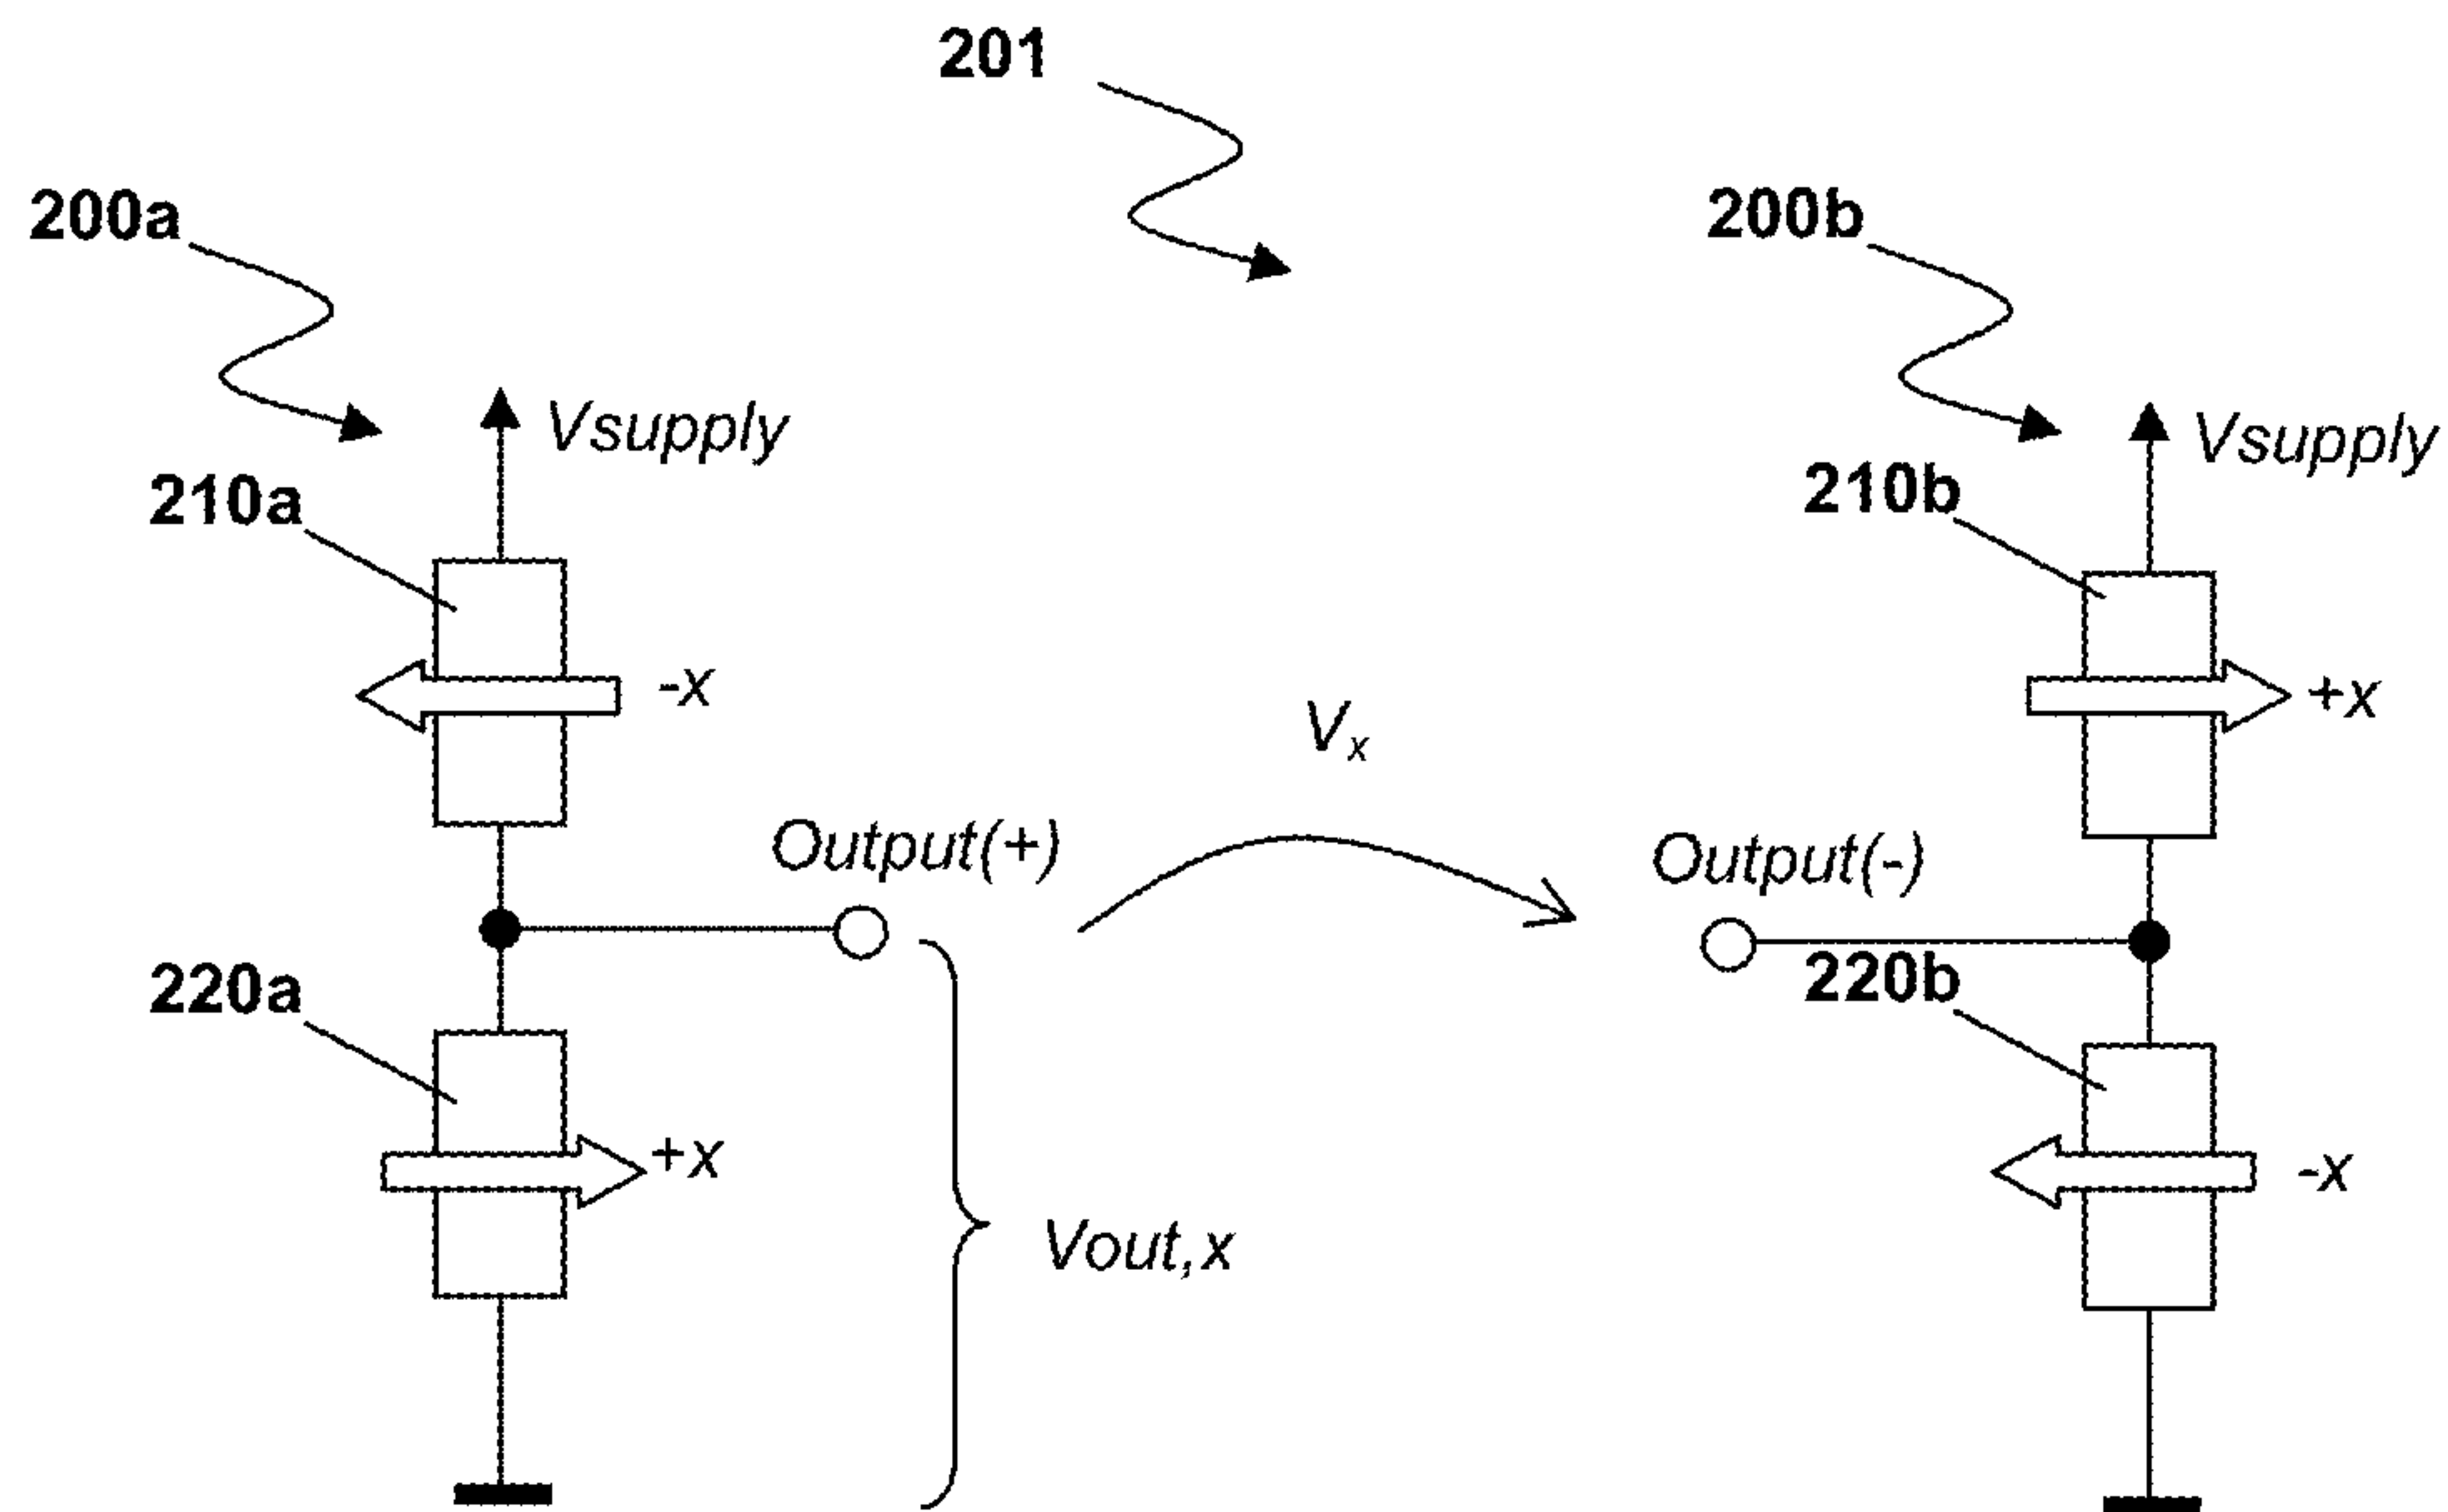 201
200a
200b
Vsupply
Vsupply
210a
210b
-x
+x
Vx
Output(+)
Output(-)
220a
220b
+x
-x
Vout,x